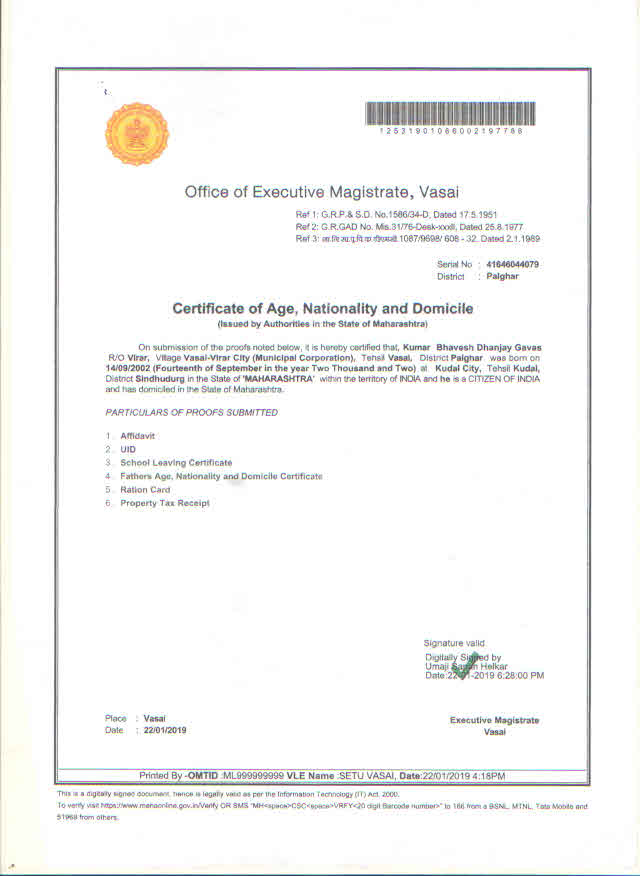 12531901066002197788
Office of Executive Magistrate, Vasai
Ref 1: G.R.P.& S.D. No.1586/34-D, Dated 17.5.1951
Ref 2: G.R.GAD No. Mis.31/76-Desk-xxxIII, Dated 25.8.1977
Ref 3: 1087/9698/ 608 - 32, Dated 2.1.1989
Serial No : 41646044079
District : Palghar
Certificate of Age, Nationality and Domicile
(Issued by Authorities in the State of Maharashtra)
On submission of the proofs noted below, it is hereby certified that, Kumar Bhavesh Dhanjay Gavas
R/O Virar, Village Vasai-Virar City (Municipal Corporation), Tehsil Vasai, District Palghar was born on
14/09/2002 (Fourteenth of September in the year Two Thousand and Two) at Kudal City, Tehsil Kudal,
District Sindhudurg in the State of 'MAHARASHTRA' within the territory of INDIA and he is a CITIZEN OF INDIA
and has domiciled in the State of Maharashtra.
PARTICULARS OF PROOFS SUBMITTED
1. Affidavit
2. UID
3. School Leaving Certificate
4. Fathers Age, Nationality and Domicile Certificate
5. Ration Card
6. Property Tax Receipt
Signature valid
Digitally Signed by
Umaji Helkar
Date:22-01-2019 6:28:00 PM
Place : Vasai
Date : 22/01/2019
Executive Magistrate
Vasai
Printed By -OMTID :ML999999999 VLE Name :SETU VASAI, Date:22/01/2019 4:18PM
This is a digitally signed document, hence is legally valid as per the Information Technology (IT) Act, 2000.
To verify visit https://www.mahaonline.gov.in/Verify OR SMS "MH<space>CSC<space>VRFY<20 digit Barcode number>" to 166 from a BSNL, MTNL, Tata Mobile and
51969 from others.